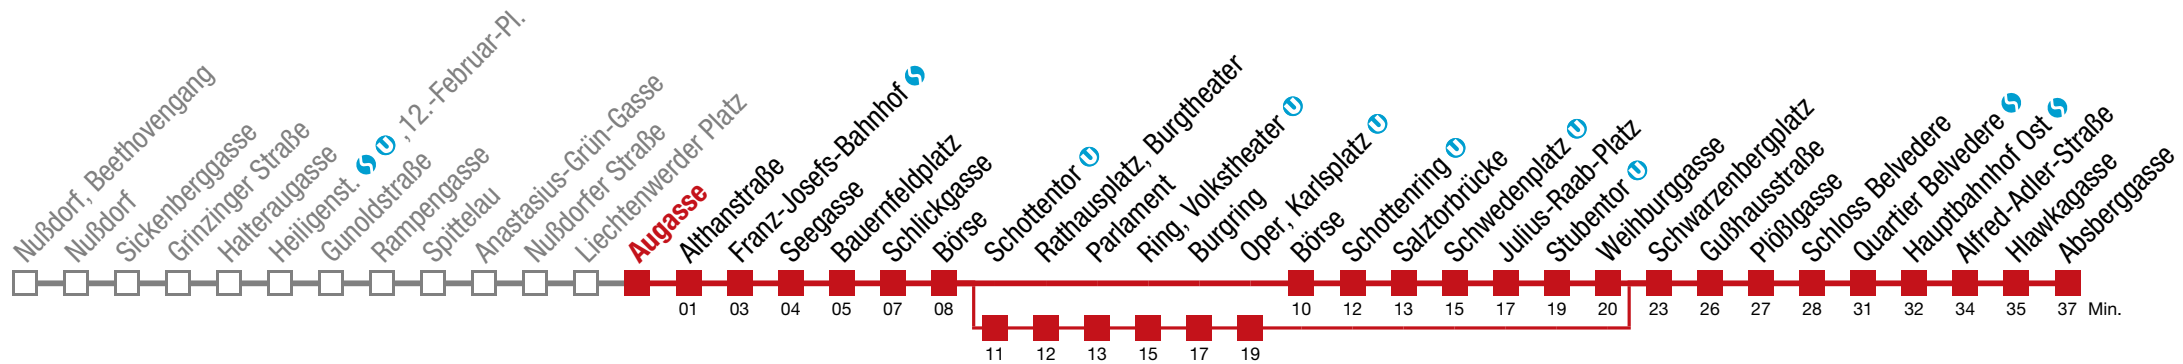 Nußdorf, Beethovengang
Nußdorf
Sickenberggasse
Grinzinger Straße
Halteraugasse
Heiligenst. S U ,12.-Februar-Pl.
Gunoldstraße
Rampengasse
Spittelau
Anastasius-Grün-Gasse
Nußdorfer Straße
Liechtenwerder Platz
Augasse
Althanstraße
Franz-Josefs-Bahnhof S
Seegasse
Bauernfeldplatz
Schlickgasse
Börse
Schottentor U
Rathausplatz, Burgtheater
Parlament
Ring, Volkstheater U
Burgring
Oper, Karlsplatz U
Börse
Schottenring U
Salztorbrücke
Schwedenplatz U
Julius-Raab-Platz
Stubentor U
Weihburggasse
Schwarzenbergplatz
Gußhausstraße
Plößlgasse
Schloss Belvedere
Quartier Belvedere S
Hauptbahnhof Ost S
Alfred-Adler-Straße
Hlawkagasse
Absberggasse
01 03 04 05 07 08 10 12 13 15 17 19 20 23 26 27 28 31 32 34 35 37 Min.
11 12 13 15 17 19